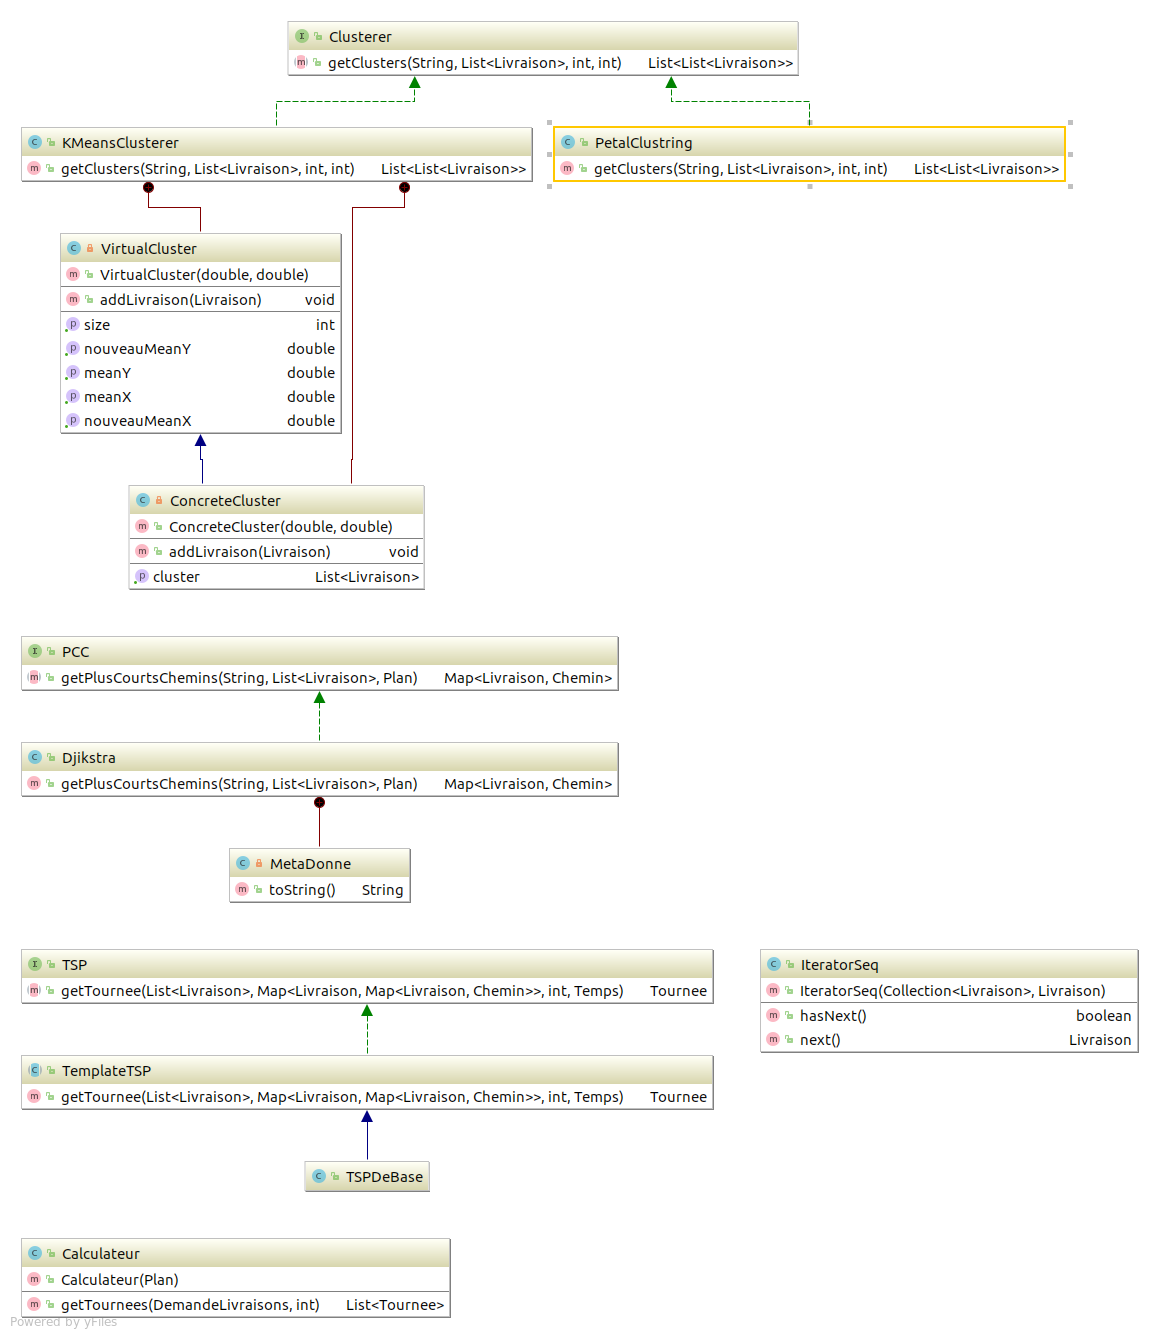 Clusterer
getClusters(String, List<Livraison>, int, int) List<List<Livraison>>
KMeansClusterer
getClusters(String, List<Livraison>, int, int) List<List<Livraison>>
PetalClustring
getClusters(String, List<Livraison>, int, int) List<List<Livraison>>
VirtualCluster
VirtualCluster(double, double)
addLivraison(Livraison) void
size int
nouveauMeanY double
meanY double
meanX double
nouveauMeanX double
ConcreteCluster
ConcreteCluster(double, double)
addLivraison(Livraison) void
cluster List<Livraison>
PCC
getPlusCourtsChemins(String, List<Livraison>, Plan) Map<Livraison, Chemin>
Djikstra
getPlusCourtsChemins(String, List<Livraison>, Plan) Map<Livraison, Chemin>
MetaDonne
toString() String
TSP
getTournee(List<Livraison>, Map<Livraison, Map<Livraison, Chemin>>, int, Temps) Tournee
IteratorSeq
IteratorSeq(Collection<Livraison>, Livraison)
hasNext() boolean
next() Livraison
TemplateTSP
getTournee(List<Livraison>, Map<Livraison, Map<Livraison, Chemin>>, int, Temps) Tournee
TSPDeBase
Calculateur
Calculateur(Plan)
getTournees(DemandeLivraisons, int) List<Tournee>
Powered by yFiles